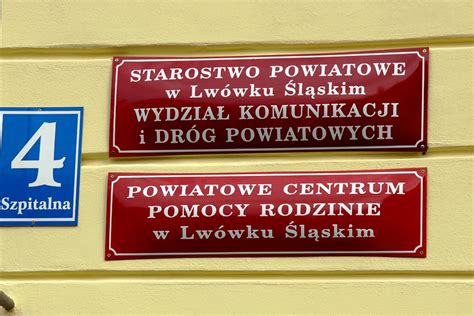 STAROSTWO POWIATOWE
w Lwówku Śląskim
WYDZIAŁ KOMUNIKACJI
i DRÓG POWIATOWYCH
4
Szpitalna
POWIATOWE CENTRUM
POMOCY RODZINIE
w Lwówku Śląskim